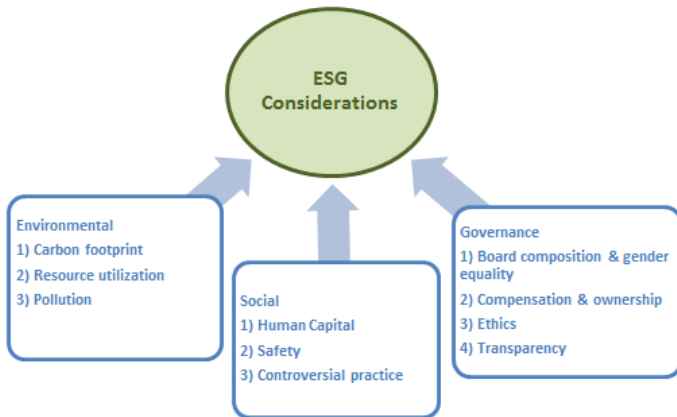 ESG
Considerations
Environmental
1) Carbon footprint
2) Resource utilization
3) Pollution
Social
1) Human Capital
2) Safety
3) Controversial practice
Governance
1) Board composition & gender
equality
2) Compensation & ownership
3) Ethics
4) Transparency